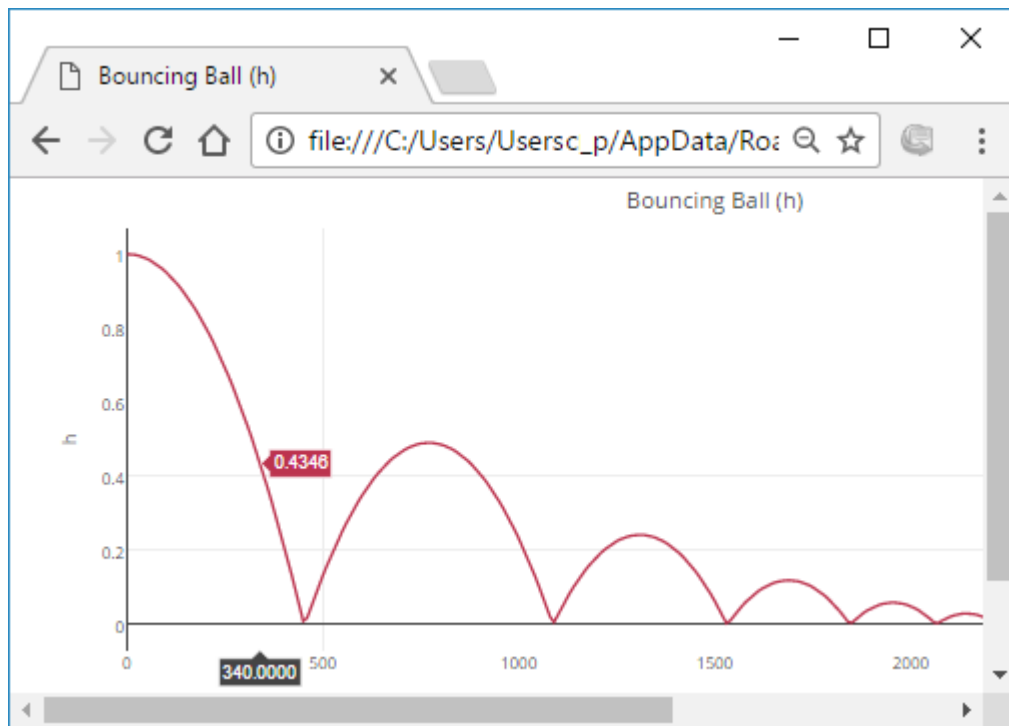 Bouncing Ball (h)
file:///C:/Users/Usersc_p/AppData/Roa
Bouncing Ball (h)
1
0.8
0.6
h
0.4346
0.4
0.2
0
0 340.0000 500 1000 1500 2000